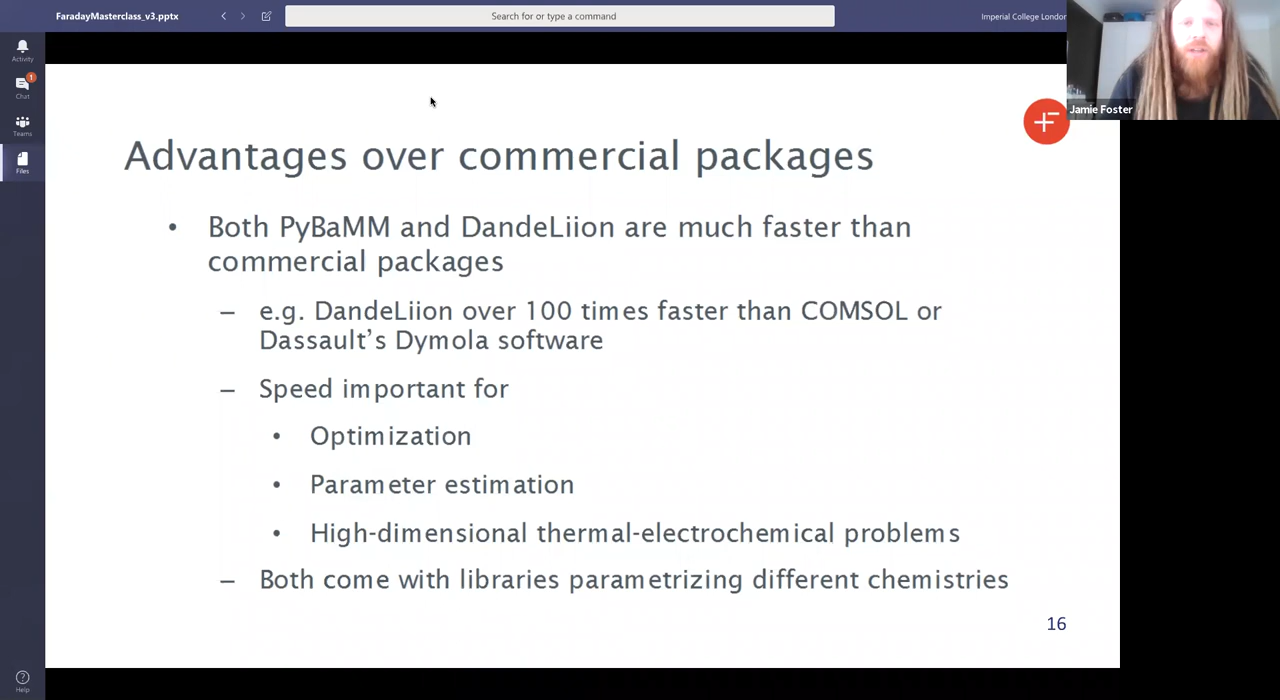 FaradayMasterclass_v3.pptx
Search for or type a command
Imperial College London
Jamie Foster
Activity
1
Chat
Teams
Files
Help
Advantages over commercial packages
• Both PyBaMM and DandeLiion are much faster than
commercial packages
– e.g. DandeLiion over 100 times faster than COMSOL or
Dassault's Dymola software
– Speed important for
• Optimization
• Parameter estimation
• High-dimensional thermal-electrochemical problems
– Both come with libraries parametrizing different chemistries
16